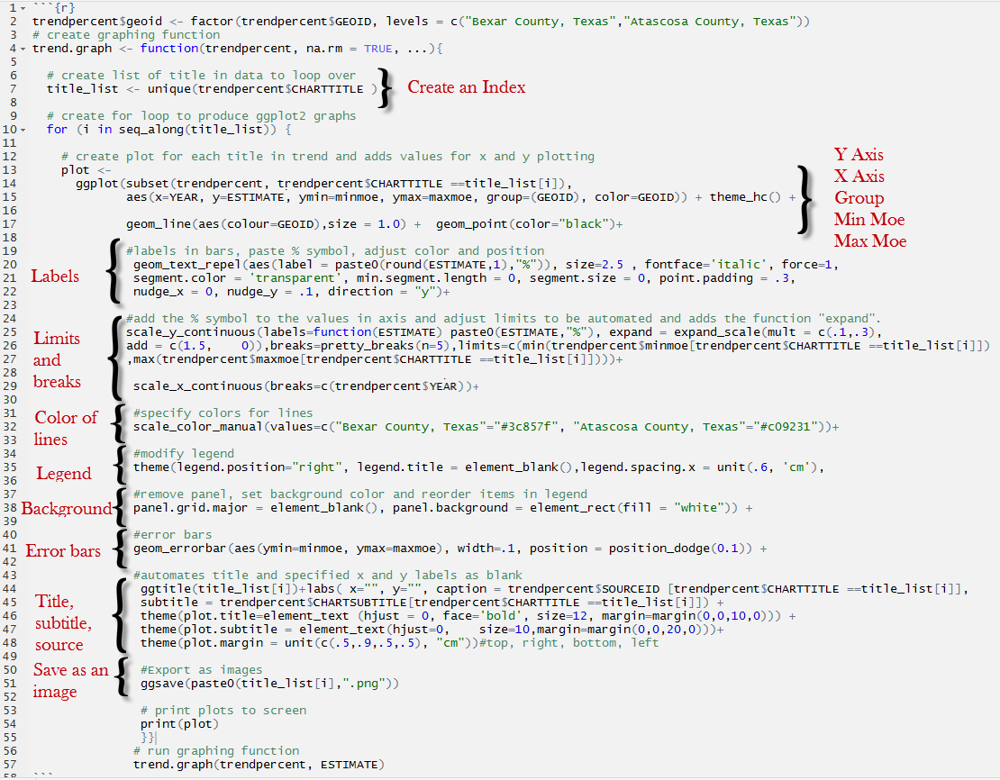 1 ```{r}
2 trendpercent$geoid <- factor(trendpercent$GEOID, levels = c("Bexar County, Texas","Atascosa County, Texas"))
3 # create graphing function
4 trend.graph <- function(trendpercent, na.rm = TRUE, ...){
5
6 # create list of title in data to loop over
7 title_list <- unique(trendpercent$CHARTTITLE )
Create an Index
8
9 # create for loop to produce ggplot2 graphs
10 for (i in seq_along(title_list)) {
11
12 # create plot for each title in trend and adds values for x and y plotting
13 plot <-
14 ggplot(subset(trendpercent, trendpercent$CHARTTITLE ==title_list[i]),
15 aes(x=YEAR, y=ESTIMATE, ymin=minmoe, ymax=maxmoe, group=(GEOID), color=GEOID)) + theme_hc() +
Y Axis
X Axis
Group
Min Moe
Max Moe
16
17 geom_line(aes(colour=GEOID),size = 1.0) + geom_point(color="black")+
18
19 #labels in bars, paste % symbol, adjust color and position
20 geom_text_repel(aes(label = paste0(round(ESTIMATE,1),"%")), size=2.5 , fontface='italic', force=1,
Labels
21 segment.color = 'transparent', min.segment.length = 0, segment.size = 0, point.padding = .3,
22 nudge_x = 0, nudge_y = .1, direction = "y")+
23
24 #add the % symbol to the values in axis and adjust limits to be automated and adds the function "expand".
25 scale_y_continuous(labels=function(ESTIMATE) paste0(ESTIMATE,"%"), expand = expand_scale(mult = c(.1,.3),
Limits
and
breaks
26 add = c(1.5, 0)),breaks=pretty_breaks(n=5),limits=c(min(trendpercent$minmoe[trendpercent$CHARTTITLE ==title_list[i]])
27 ,max(trendpercent$maxmoe[trendpercent$CHARTTITLE ==title_list[i]])))+
28
29 scale_x_continuous(breaks=c(trendpercent$YEAR))+
30
31 #specify colors for lines
Color of
lines
32 scale_color_manual(values=c("Bexar County, Texas"="#3c857f", "Atascosa County, Texas"="#c09231"))+
33
34 #modify legend
35 theme(legend.position="right", legend.title = element_blank(),legend.spacing.x = unit(.6, 'cm'),
Legend
36
37 #remove panel, set background color and reorder items in legend
38 panel.grid.major = element_blank(), panel.background = element_rect(fill = "white")) +
Background
39
40 #error bars
41 geom_errorbar(aes(ymin=minmoe, ymax=maxmoe), width=.1, position = position_dodge(0.1)) +
Error bars
42
43 #automates title and specified x and y labels as blank
44 ggtitle(title_list[i])+labs( x="", y="", caption = trendpercent$SOURCEID [trendpercent$CHARTTITLE ==title_list[i]],
45 subtitle = trendpercent$CHARTSUBTITLE[trendpercent$CHARTTITLE ==title_list[i]]) +
Title,
subtitle,
source
46 theme(plot.title=element_text (hjust = 0, face='bold', size=12, margin=margin(0,0,10,0))) +
47 theme(plot.subtitle = element_text(hjust=0, size=10,margin=margin(0,0,20,0)))+
48 theme(plot.margin = unit(c(.5,.9,.5,.5), "cm"))#top, right, bottom, left
49
50 #Export as images
Save as an
image
51 ggsave(paste0(title_list[i],".png"))
52
53 # print plots to screen
54 print(plot)
55 }}
56 # run graphing function
57 trend.graph(trendpercent, ESTIMATE)
58 ```